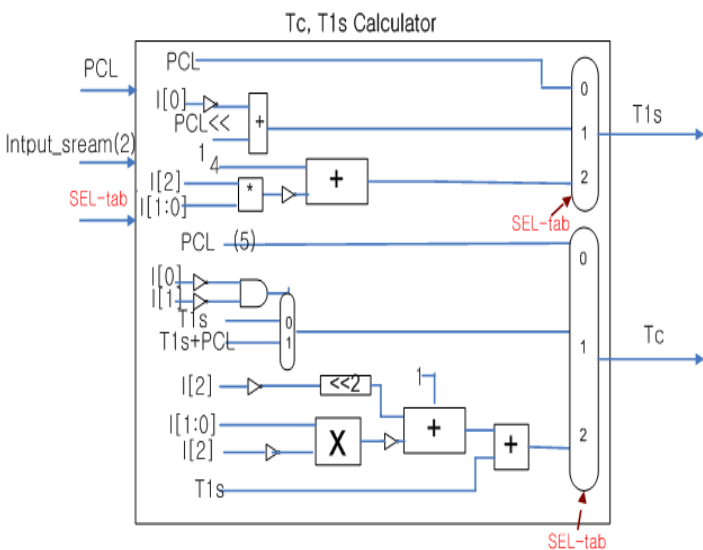 Tc, T1s Calculator
PCL
PCL
0
I[0]
PCL<<
1
+
1
T1s
Intput_sream(2)
4
+
2
I[2]
*
I[1:0]
SEL-tab
SEL-tab
PCL (5)
0
I[0]
I[1]
T1s
0
T1s+PCL
1
1
Tc
I[2]
<<2
1
I[1:0]
X
+
+
2
I[2]
T1s
SEL-tab